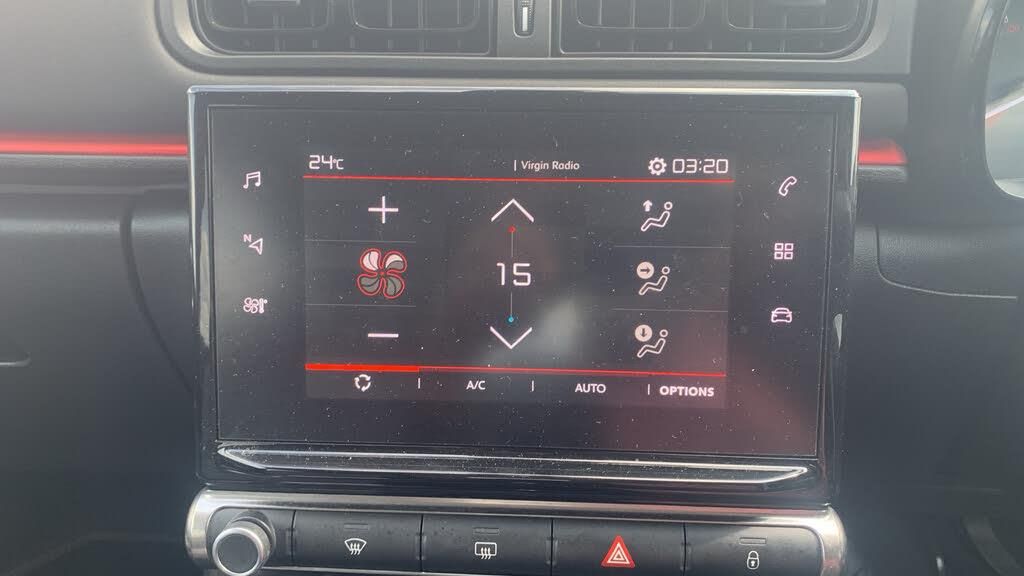 24°C | Virgin Radio 03:20
N
15
A/C | AUTO | OPTIONS